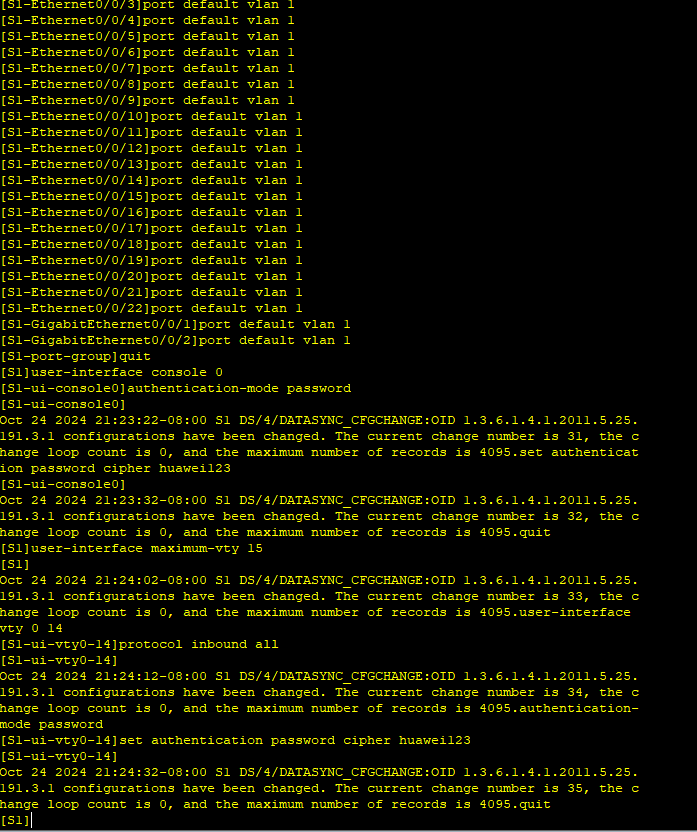 [S1-Ethernet0/0/3]port default vlan 1
[S1-Ethernet0/0/4]port default vlan 1
[S1-Ethernet0/0/5]port default vlan 1
[S1-Ethernet0/0/6]port default vlan 1
[S1-Ethernet0/0/7]port default vlan 1
[S1-Ethernet0/0/8]port default vlan 1
[S1-Ethernet0/0/9]port default vlan 1
[S1-Ethernet0/0/10]port default vlan 1
[S1-Ethernet0/0/11]port default vlan 1
[S1-Ethernet0/0/12]port default vlan 1
[S1-Ethernet0/0/13]port default vlan 1
[S1-Ethernet0/0/14]port default vlan 1
[S1-Ethernet0/0/15]port default vlan 1
[S1-Ethernet0/0/16]port default vlan 1
[S1-Ethernet0/0/17]port default vlan 1
[S1-Ethernet0/0/18]port default vlan 1
[S1-Ethernet0/0/19]port default vlan 1
[S1-Ethernet0/0/20]port default vlan 1
[S1-Ethernet0/0/21]port default vlan 1
[S1-Ethernet0/0/22]port default vlan 1
[S1-GigabitEthernet0/0/1]port default vlan 1
[S1-GigabitEthernet0/0/2]port default vlan 1
[S1-port-group]quit
[S1]user-interface console 0
[S1-ui-console0]authentication-mode password
[S1-ui-console0]
Oct 24 2024 21:23:22-08:00 S1 DS/4/DATASYNC_CFGCHANGE:OID 1.3.6.1.4.1.2011.5.25.
191.3.1 configurations have been changed. The current change number is 31, the c
hange loop count is 0, and the maximum number of records is 4095.set authenticat
ion password cipher huawei123
[S1-ui-console0]
Oct 24 2024 21:23:32-08:00 S1 DS/4/DATASYNC_CFGCHANGE:OID 1.3.6.1.4.1.2011.5.25.
191.3.1 configurations have been changed. The current change number is 32, the c
hange loop count is 0, and the maximum number of records is 4095.quit
[S1]user-interface maximum-vty 15
[S1]
Oct 24 2024 21:24:02-08:00 S1 DS/4/DATASYNC_CFGCHANGE:OID 1.3.6.1.4.1.2011.5.25.
191.3.1 configurations have been changed. The current change number is 33, the c
hange loop count is 0, and the maximum number of records is 4095.user-interface
vty 0 14
[S1-ui-vty0-14]protocol inbound all
[S1-ui-vty0-14]
Oct 24 2024 21:24:12-08:00 S1 DS/4/DATASYNC_CFGCHANGE:OID 1.3.6.1.4.1.2011.5.25.
191.3.1 configurations have been changed. The current change number is 34, the c
hange loop count is 0, and the maximum number of records is 4095.authentication-
mode password
[S1-ui-vty0-14]set authentication password cipher huawei123
[S1-ui-vty0-14]
Oct 24 2024 21:24:32-08:00 S1 DS/4/DATASYNC_CFGCHANGE:OID 1.3.6.1.4.1.2011.5.25.
191.3.1 configurations have been changed. The current change number is 35, the c
hange loop count is 0, and the maximum number of records is 4095.quit
[S1]